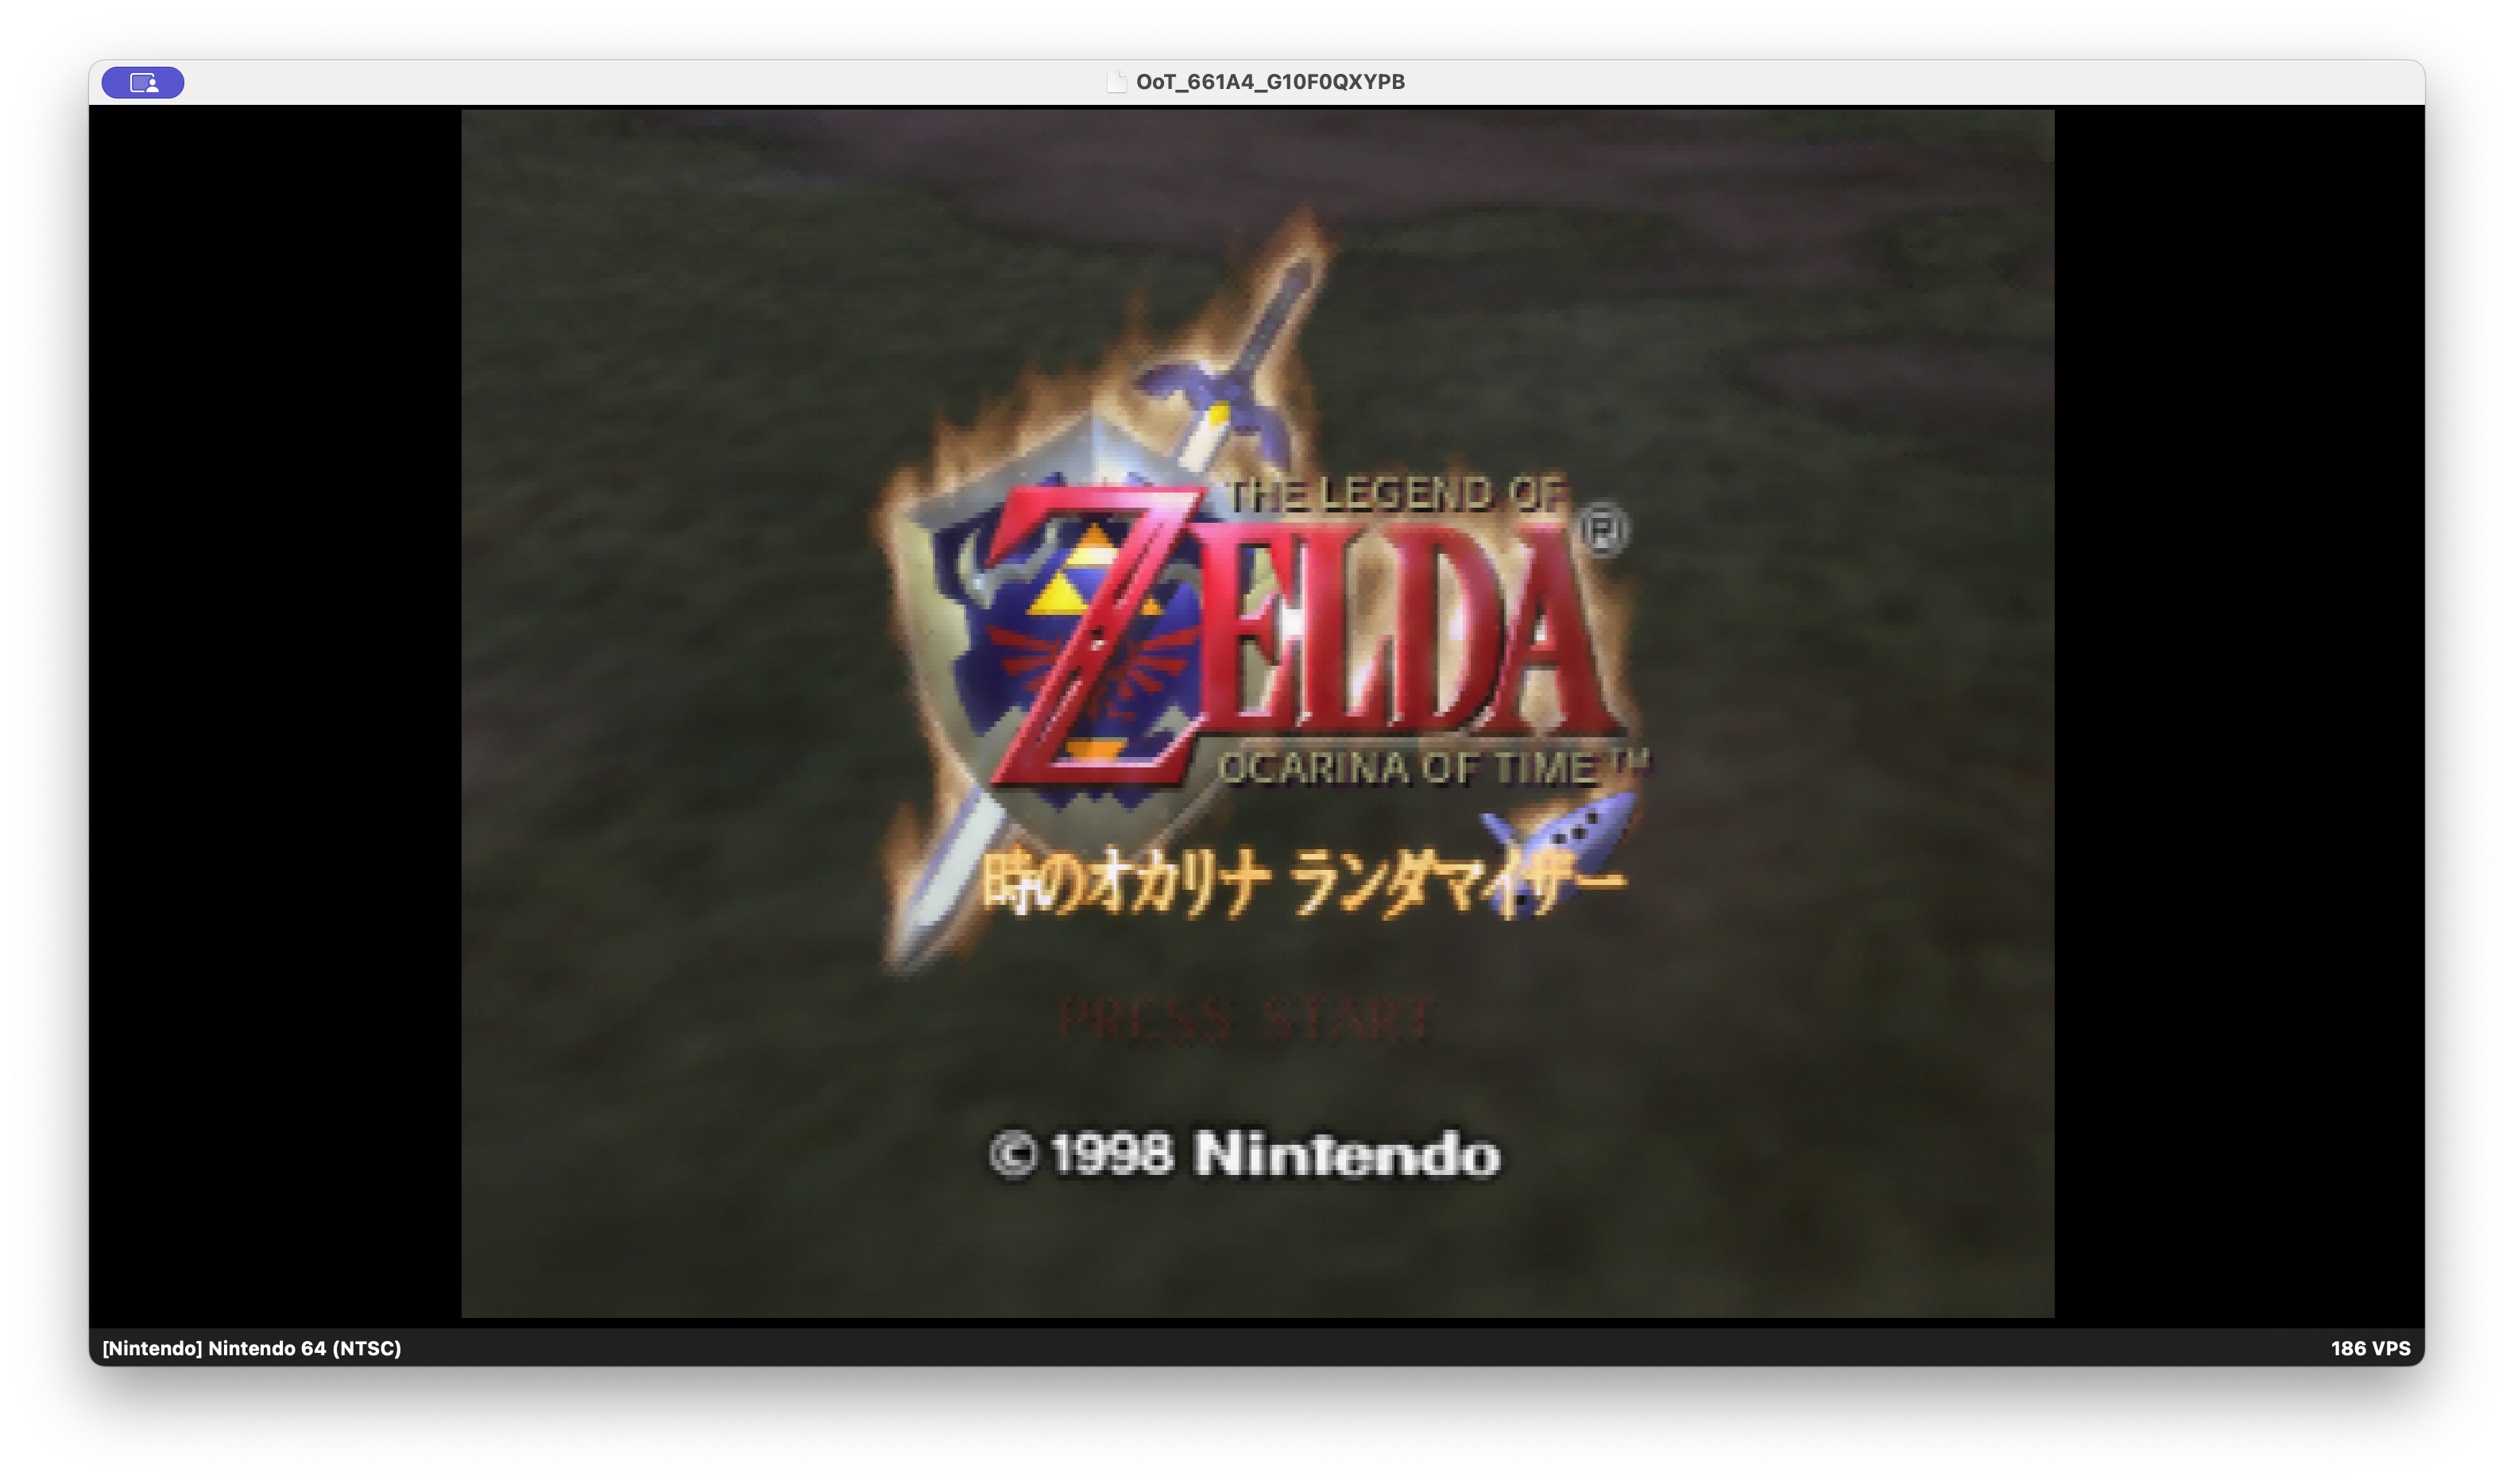 OoT_661A4_G10F0QXYPB
THE LEGEND OF
ZELDA®
OCARINA OF TIME™
時のオカリナ ランダマイザー
PRESS START
© 1998 Nintendo
[Nintendo] Nintendo 64 (NTSC)
186 VPS